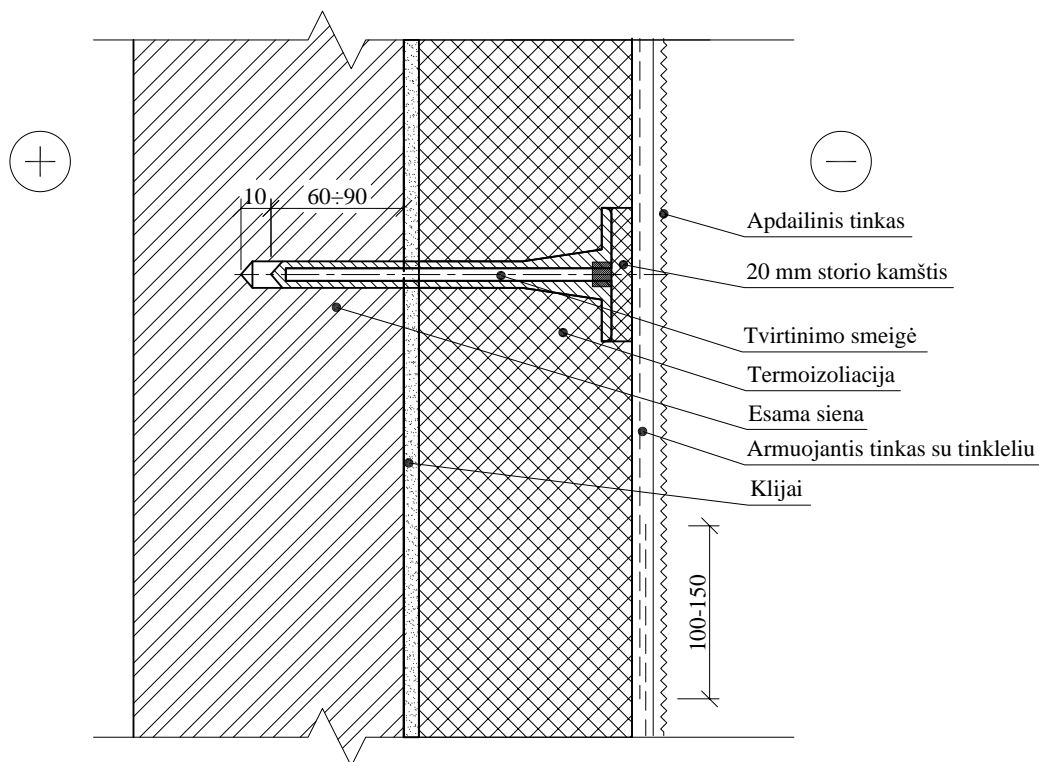 10
60÷90
Apdailinis tinkas
20 mm storio kamštis
Tvirtinimo smeigė
Termoizoliacija
Esama siena
Armuojantis tinkas su tinkleliu
Klijai
100-150